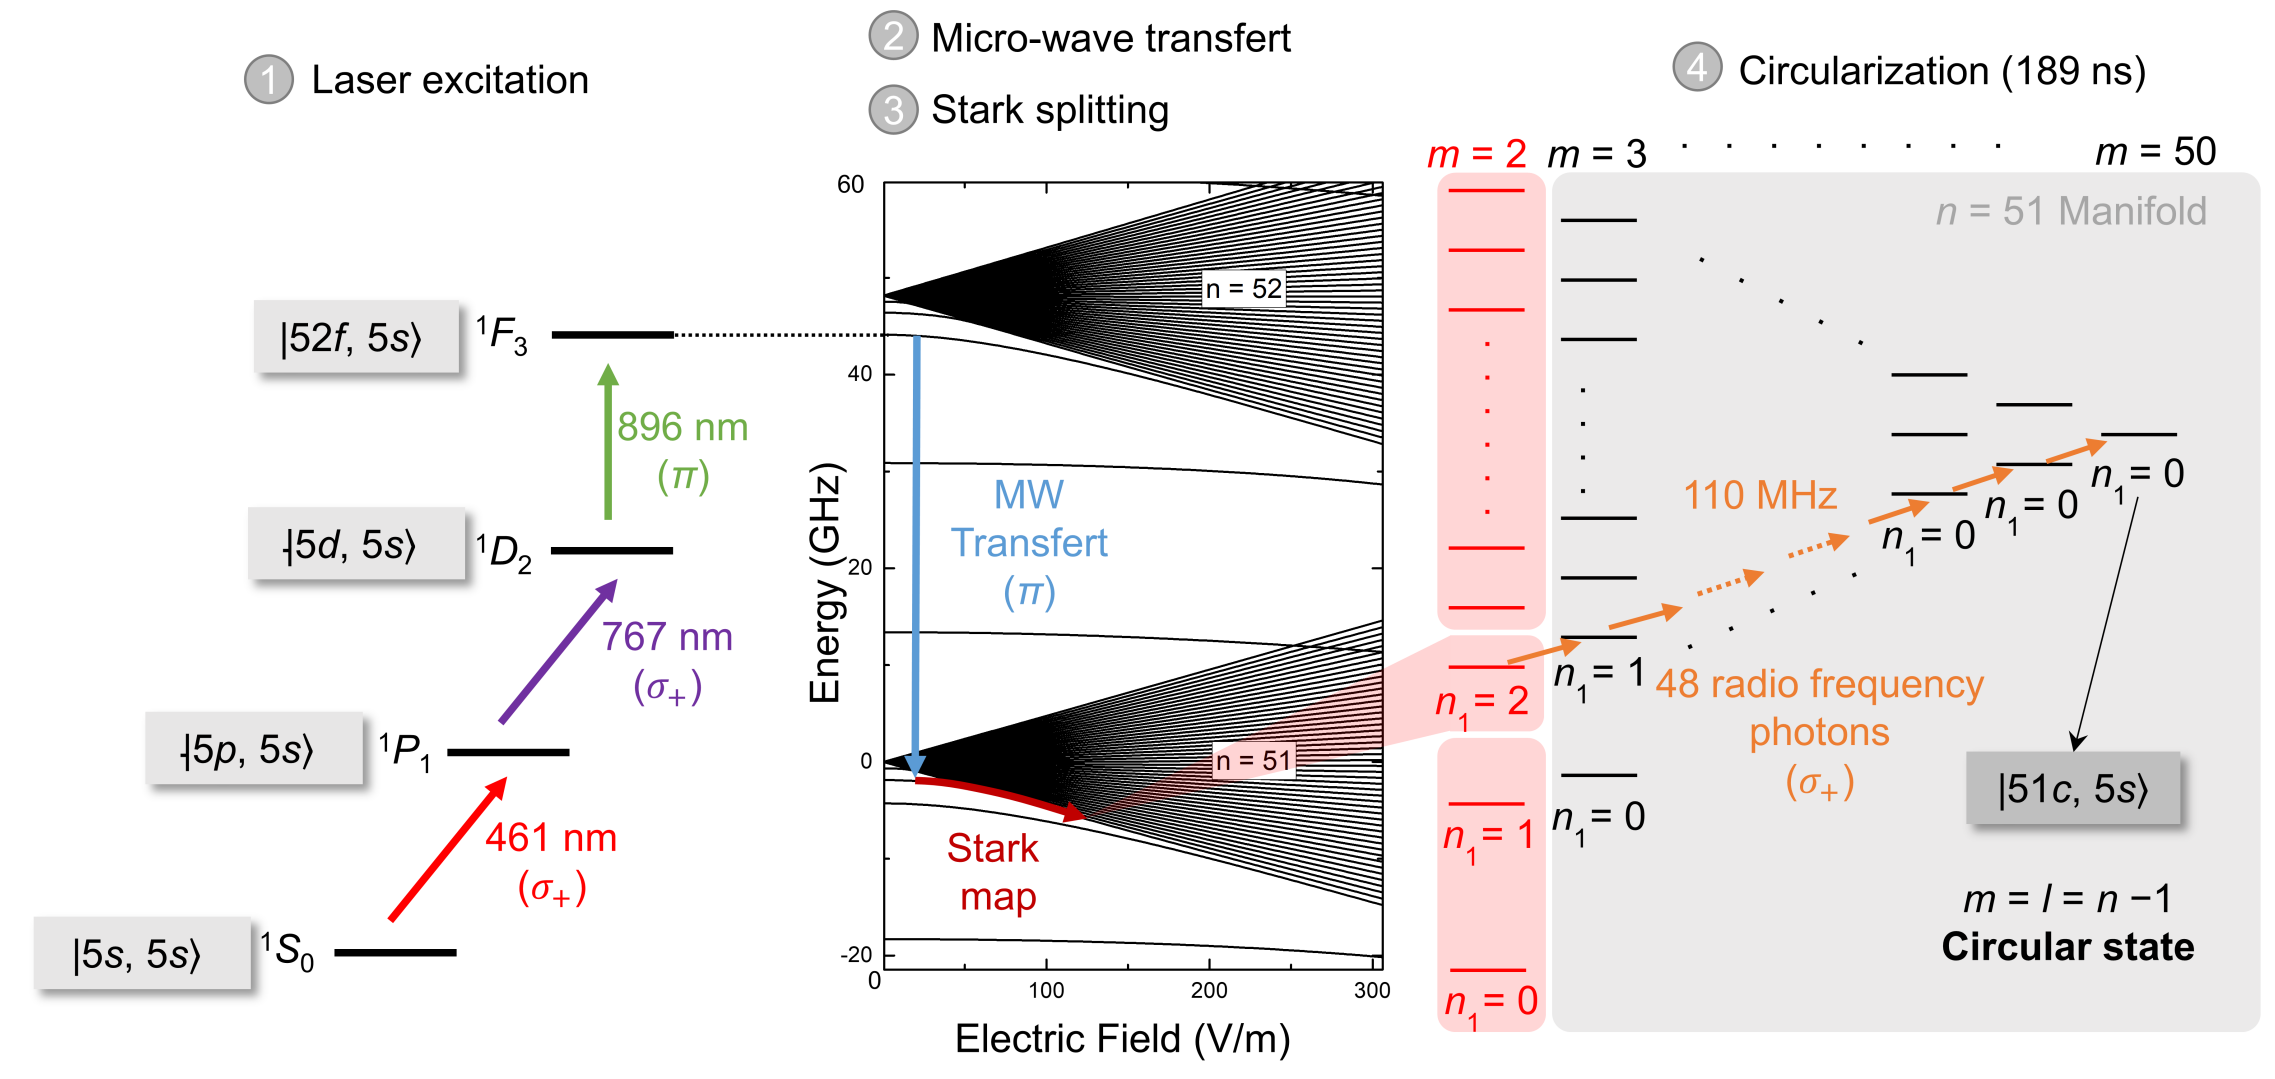 1 Laser excitation
2 Micro-wave transfert
3 Stark splitting
4 Circularization (189 ns)
|52f, 5s⟩ ¹F₃
896 nm
(π)
|5d, 5s⟩ ¹D₂
767 nm
(σ₊)
|5p, 5s⟩ ¹P₁
461 nm
(σ₊)
|5s, 5s⟩ ¹S₀
Energy (GHz)
60
40
20
0
-20
0
100
200
300
Electric Field (V/m)
n = 52
n = 51
MW
Transfert
(π)
Stark
map
m = 2
m = 3
m = 50
n = 51 Manifold
n₁= 2
n₁= 1
n₁= 0
n₁= 1
n₁= 0
110 MHz
48 radio frequency
photons
(σ₊)
n₁= 0
n₁= 0
n₁= 0
|51c, 5s⟩
m = l = n −1
Circular state